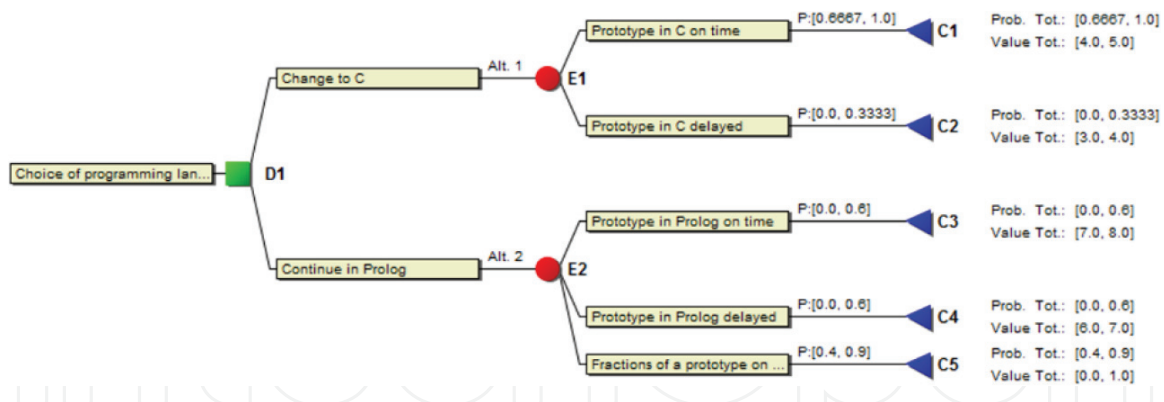 P:[0.6667, 1.0]
Prototype in C on time
C1
Prob. Tot.: [0.6667, 1.0]
Value Tot.: [4.0, 5.0]
Change to C
Alt. 1
E1
P:[0.0, 0.3333]
Prototype in C delayed
C2
Prob. Tot.: [0.0, 0.3333]
Value Tot.: [3.0, 4.0]
Choice of programming lan...
D1
P:[0.0, 0.6]
Prototype in Prolog on time
C3
Prob. Tot.: [0.0, 0.6]
Value Tot.: [7.0, 8.0]
Continue in Prolog
Alt. 2
E2
P:[0.0, 0.6]
Prototype in Prolog delayed
C4
Prob. Tot.: [0.0, 0.6]
Value Tot.: [6.0, 7.0]
P:[0.4, 0.9]
Fractions of a prototype on ...
C5
Prob. Tot.: [0.4, 0.9]
Value Tot.: [0.0, 1.0]